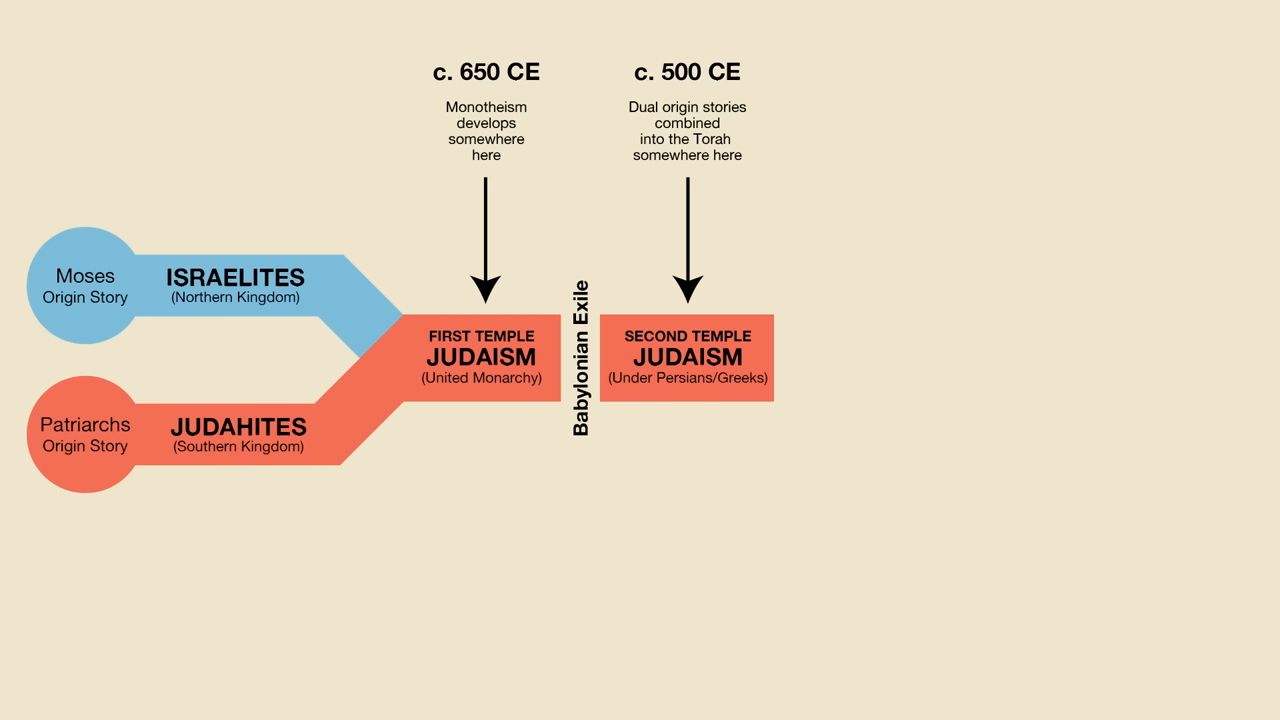 c. 650 CE
Monotheism
develops
somewhere
here
c. 500 CE
Dual origin stories
combined
into the Torah
somewhere here
Moses
Origin Story
ISRAELITES
(Northern Kingdom)
Patriarchs
Origin Story
JUDAHITES
(Southern Kingdom)
FIRST TEMPLE
JUDAISM
(United Monarchy)
Babylonian Exile
SECOND TEMPLE
JUDAISM
(Under Persians/Greeks)